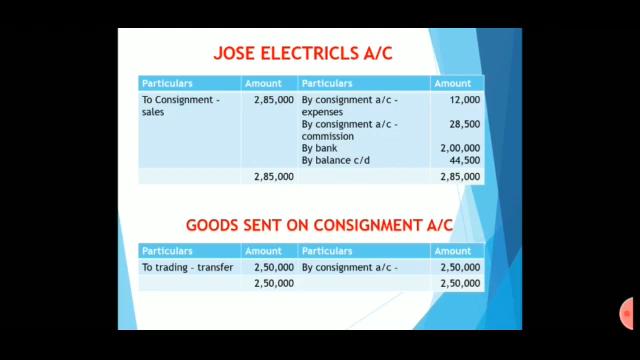 JOSE ELECTRICLS A/C
Particulars Amount Particulars Amount
To Consignment - 2,85,000 By consignment a/c - 12,000
sales expenses
By consignment a/c - 28,500
commission
By bank 2,00,000
By balance c/d 44,500
2,85,000 2,85,000
GOODS SENT ON CONSIGNMENT A/C
Particulars Amount Particulars Amount
To trading - transfer 2,50,000 By consignment a/c - 2,50,000
2,50,000 2,50,000